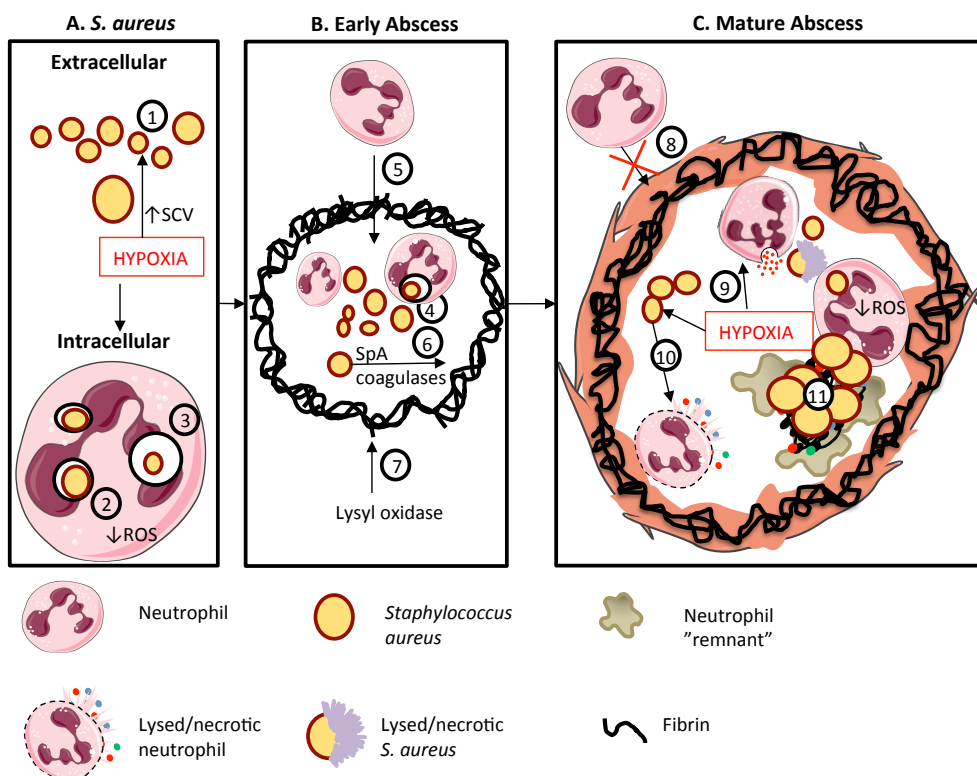 A. S. aureus
Extracellular
1
↑SCV
HYPOXIA
Intracellular
3
2
↓ROS
B. Early Abscess
5
4
6
SpA
coagulases
7
Lysyl oxidase
C. Mature Abscess
8
9
↓ROS
HYPOXIA
10
11
Neutrophil
Staphylococcus
aureus
Neutrophil
”remnant”
Lysed/necrotic
neutrophil
Lysed/necrotic
S. aureus
Fibrin